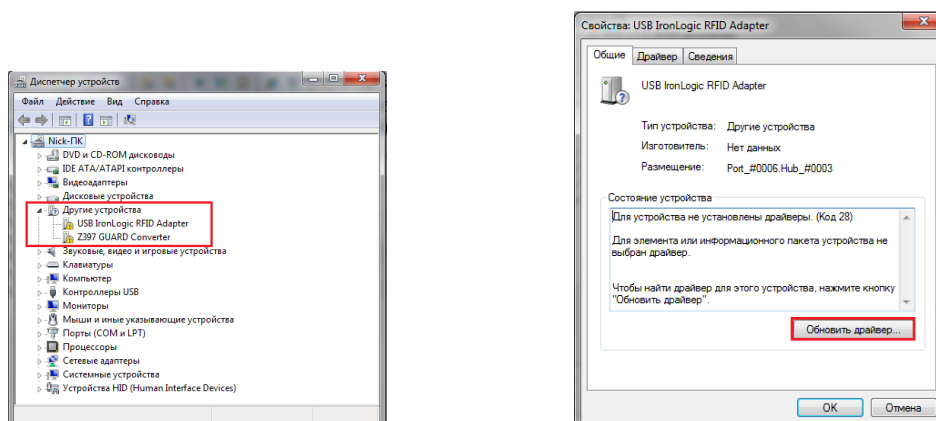 Диспетчер устройств
Файл Действие Вид Справка
Nick-ПК
DVD и CD-ROM дисководы
IDE ATA/ATAPI контроллеры
Видеоадаптеры
Дисковые устройства
Другие устройства
USB IronLogic RFID Adapter
Z397 GUARD Converter
Звуковые, видео и игровые устройства
Клавиатуры
Компьютер
Контроллеры USB
Мониторы
Мыши и иные указывающие устройства
Порты (COM и LPT)
Процессоры
Сетевые адаптеры
Системные устройства
Устройства HID (Human Interface Devices)
Свойства: USB IronLogic RFID Adapter
Общие Драйвер Сведения
USB IronLogic RFID Adapter
Тип устройства: Другие устройства
Изготовитель: Нет данных
Размещение: Port_#0006.Hub_#0003
Состояние устройства
Для устройства не установлены драйверы. (Код 28)
Для элемента или информационного пакета устройства не
выбран драйвер.
Чтобы найти драйвер для этого устройства, нажмите кнопку
"Обновить драйвер".
Обновить драйвер...
OK Отмена